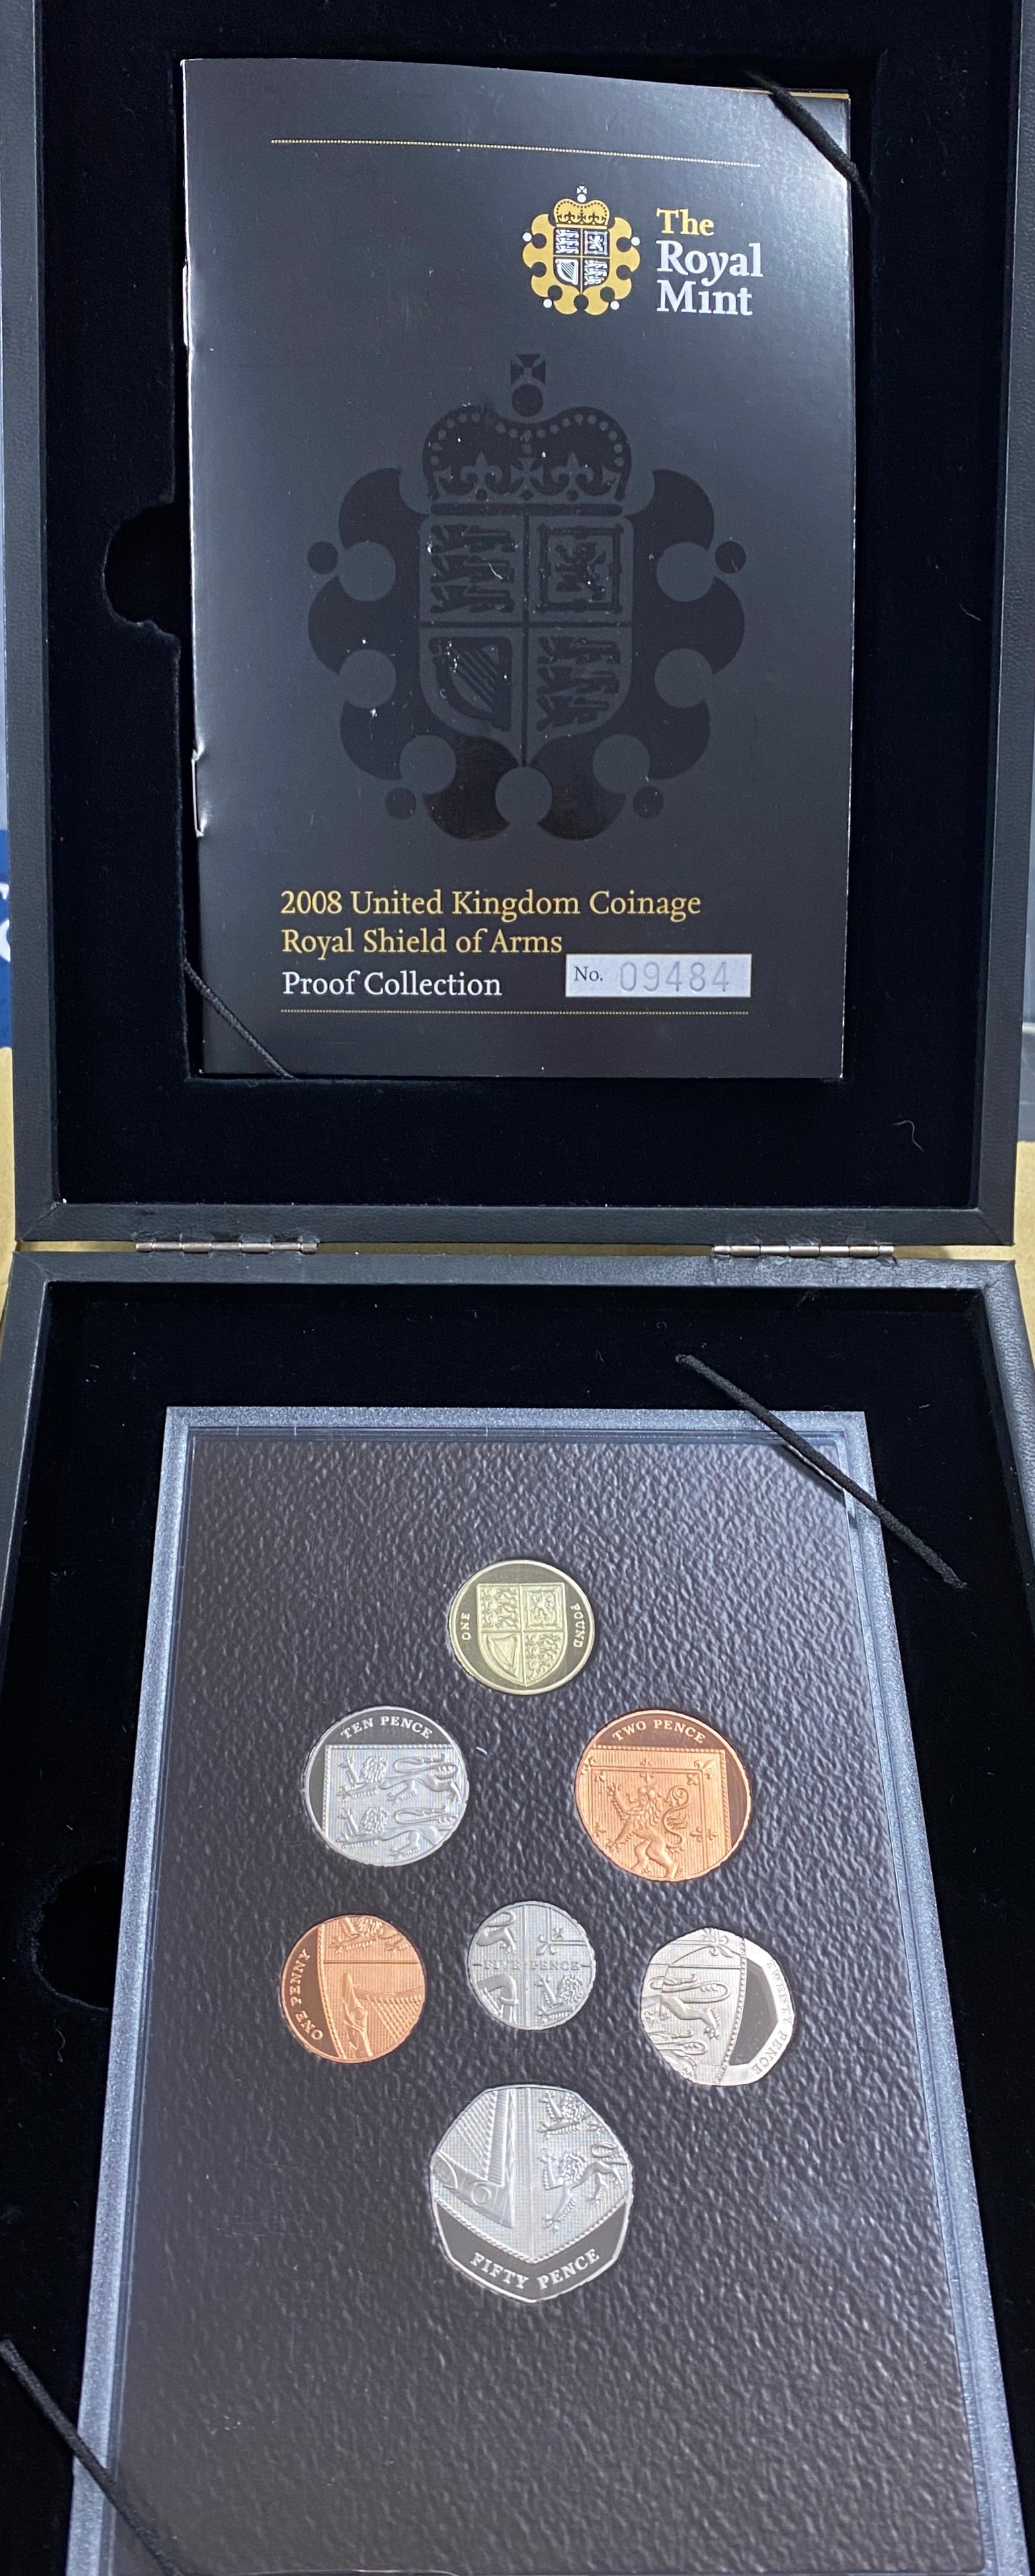 The
Royal
Mint
2008 United Kingdom Coinage
Royal Shield of Arms
Proof Collection
No. 09484
ONE POUND
TEN PENCE
TWO PENCE
ONE PENNY
FIVE PENCE
TWENTY PENCE
FIFTY PENCE